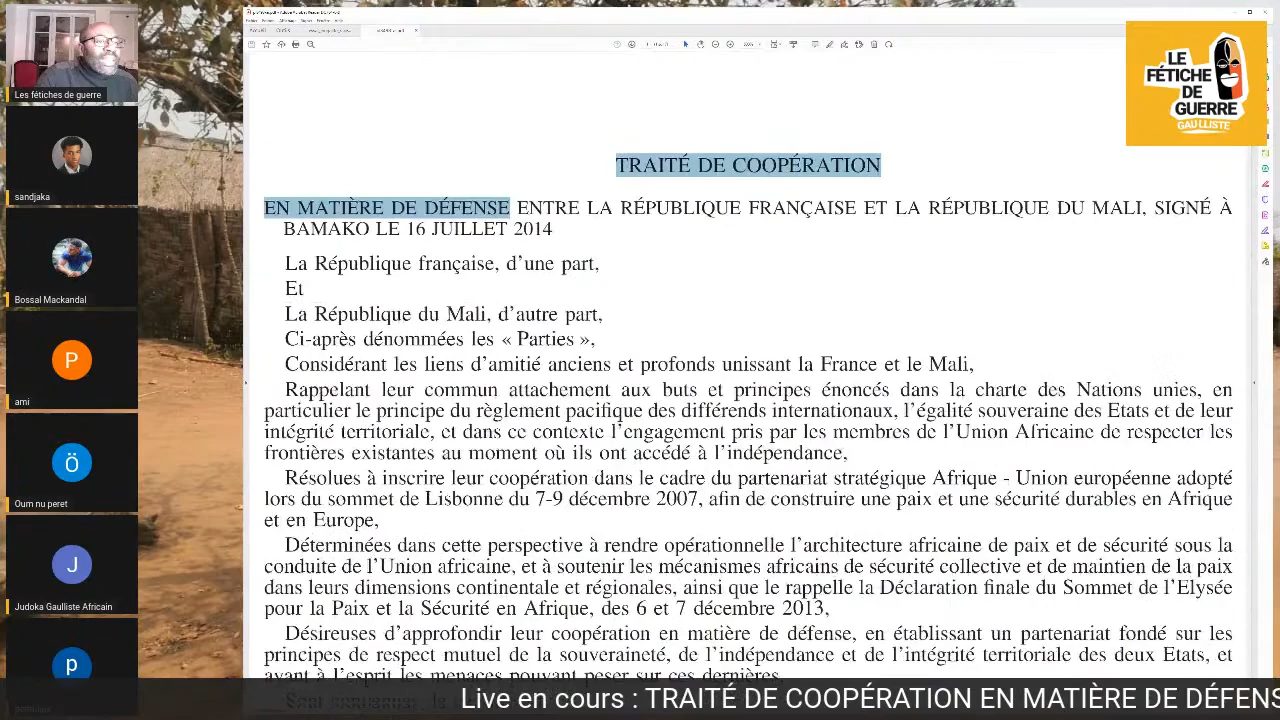 Les fétiches de guerre
sandjaka
Bossal Mackandal
P
ami
Ö
Oum nu peret
J
Judoka Gaulliste Africain
p
LE
FÉTICHE
DE
GUERRE
GAULLISTE
TRAITÉ DE COOPÉRATION
EN MATIÈRE DE DÉFENSE ENTRE LA RÉPUBLIQUE FRANÇAISE ET LA RÉPUBLIQUE DU MALI, SIGNÉ À
BAMAKO LE 16 JUILLET 2014
La République française, d’une part,
Et
La République du Mali, d’autre part,
Ci-après dénommées les « Parties »,
Considérant les liens d’amitié anciens et profonds unissant la France et le Mali,
Rappelant leur commun attachement aux buts et principes énoncés dans la charte des Nations unies, en
particulier le principe du règlement pacifique des différends internationaux, l’égalité souveraine des Etats et de leur
intégrité territoriale, et dans ce contexte l’engagement pris par les membres de l’Union Africaine de respecter les
frontières existantes au moment où ils ont accédé à l’indépendance,
Résolues à inscrire leur coopération dans le cadre du partenariat stratégique Afrique - Union européenne adopté
lors du sommet de Lisbonne du 7-9 décembre 2007, afin de construire une paix et une sécurité durables en Afrique
et en Europe,
Déterminées dans cette perspective à rendre opérationnelle l’architecture africaine de paix et de sécurité sous la
conduite de l’Union africaine, et à soutenir les mécanismes africains de sécurité collective et de maintien de la paix
dans leurs dimensions continentale et régionales, ainsi que le rappelle la Déclaration finale du Sommet de l’Elysée
pour la Paix et la Sécurité en Afrique, des 6 et 7 décembre 2013,
Désireuses d’approfondir leur coopération en matière de défense, en établissant un partenariat fondé sur les
principes de respect mutuel de la souveraineté, de l’indépendance et de l’intégrité territoriale des deux Etats, et
ayant à l’esprit les menaces pouvant peser sur ces dernières,
Live en cours : TRAITÉ DE COOPÉRATION EN MATIÈRE DE DÉFENS